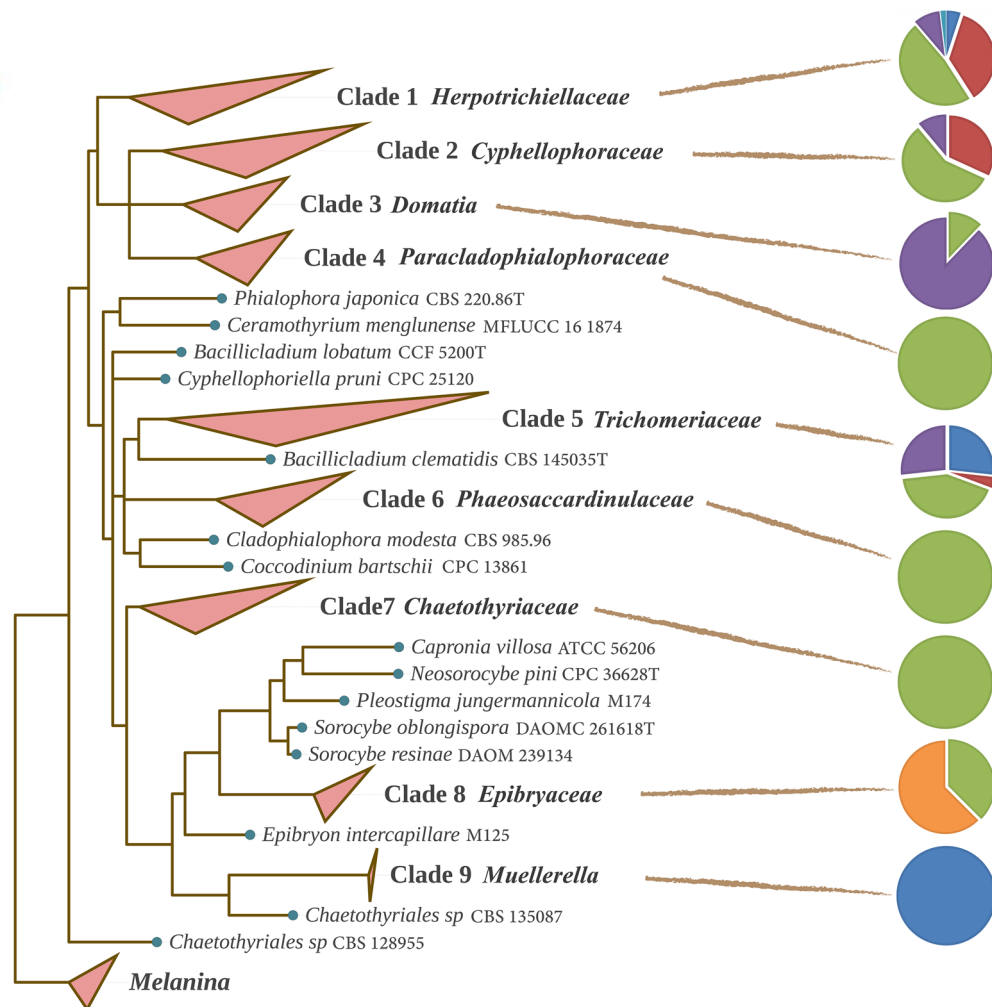 Clade 1 Herpotrichiellaceae
Clade 2 Cyphellophoraceae
Clade 3 Domatia
Clade 4 Paracladophialophoraceae
Phialophora japonica CBS 220.86T
Ceramothyrium menglunense MFLUCC 16 1874
Bacillicladium lobatum CCF 5200T
Cyphellophoriella pruni CPC 25120
Clade 5 Trichomeriaceae
Bacillicladium clematidis CBS 145035T
Clade 6 Phaeosaccardinulaceae
Cladophialophora modesta CBS 985.96
Coccodinium bartschii CPC 13861
Clade7 Chaetothyriaceae
Capronia villosa ATCC 56206
Neosorocybe pini CPC 36628T
Pleostigma jungermannicola M174
Sorocybe oblongispora DAOMC 261618T
Sorocybe resinae DAOM 239134
Clade 8 Epibryaceae
Epibryon intercapillare M125
Clade 9 Muellerella
Chaetothyriales sp CBS 135087
Chaetothyriales sp CBS 128955
Melanina